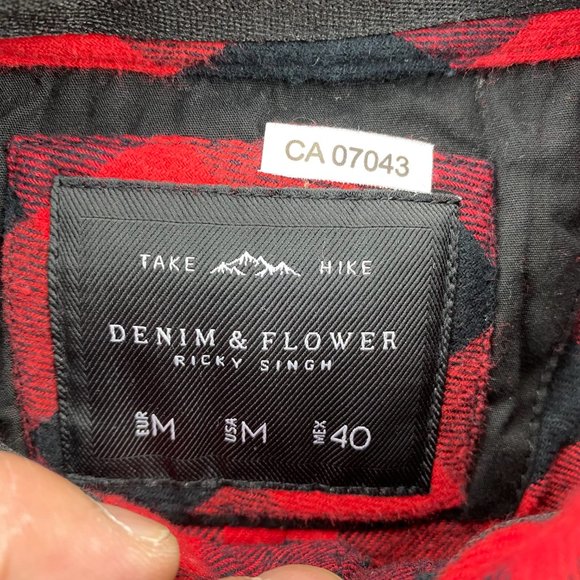 CA 07043
TAKE HIKE
DENIM & FLOWER
RICKY SINGH
EUR M USA M MEX 40